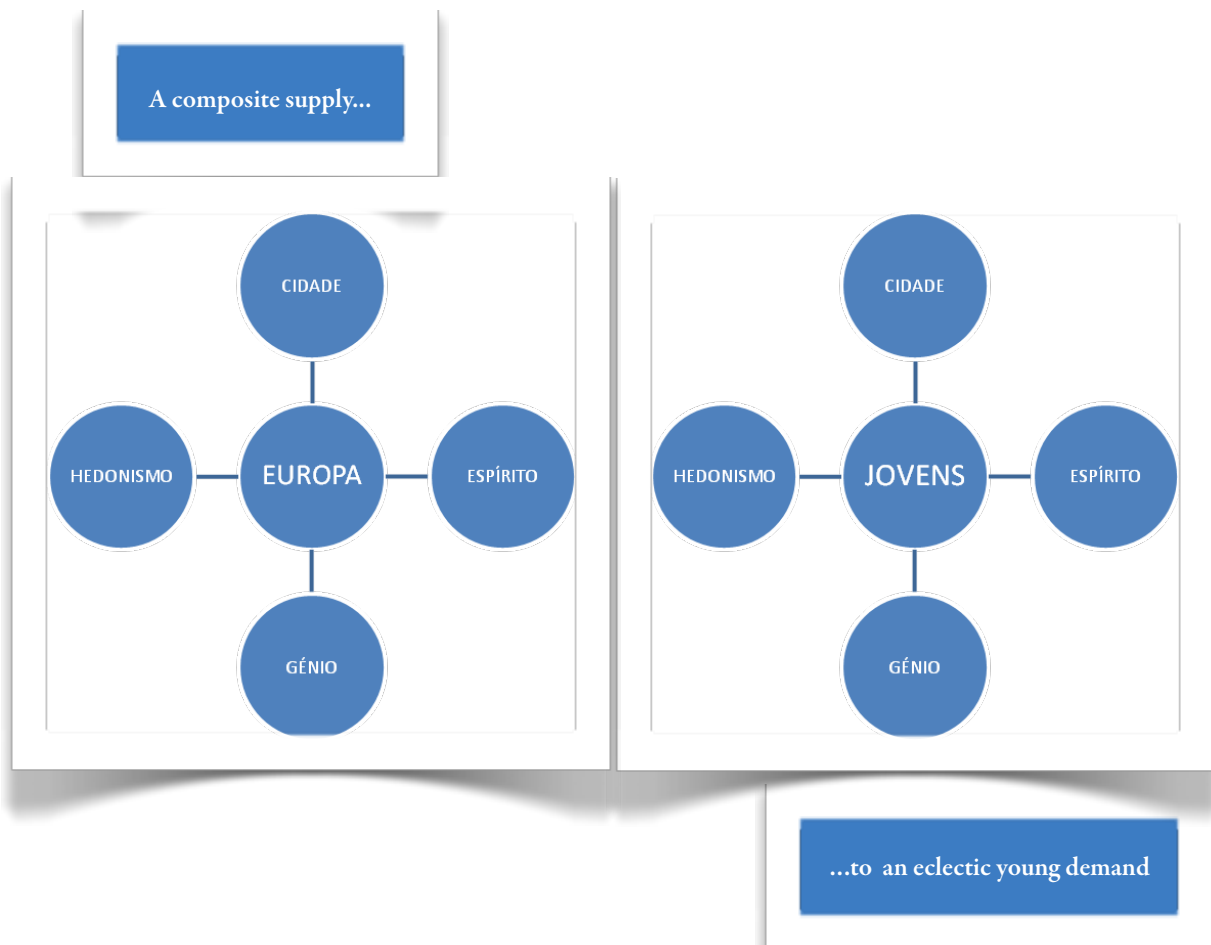 A composite supply...
CIDADE
HEDONISMO
EUROPA
ESPÍRITO
GÉNIO
CIDADE
HEDONISMO
JOVENS
ESPÍRITO
GÉNIO
...to an eclectic young demand